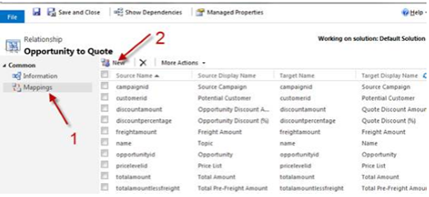 File
Save and Close
Show Dependencies
Managed Properties
Help
Relationship
Opportunity to Quote
Working on solution: Default Solution
2
Common
Information
Mappings
1
New
More Actions
Source Name Source Display Name Target Name Target Display Name
campaignid Source Campaign campaignid Source Campaign
customerid Potential Customer customerid Potential Customer
discountamount Opportunity Discount A... discountamount Quote Discount Amount
discountpercentage Opportunity Discount (%) discountpercentage Quote Discount (%)
freightamount Freight Amount freightamount Freight Amount
name Topic name Name
opportunityid Opportunity opportunityid Opportunity
pricelevelid Price List pricelevelid Price List
totalamount Total Amount totalamount Total Amount
totalamountlessfreight Total Pre-Freight Amount totalamountlessfreight Total Pre-Freight Amount